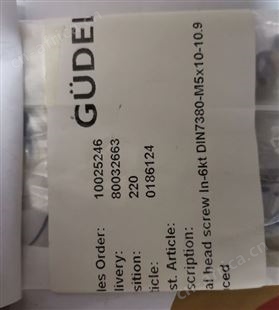 GÜDEL
les Order: 10025246
livery: 80032663
sition: 220
ticle: 0186124
st. Article:
scription:
at head screw In-6kt DIN7380-M5x10-10.9
ced